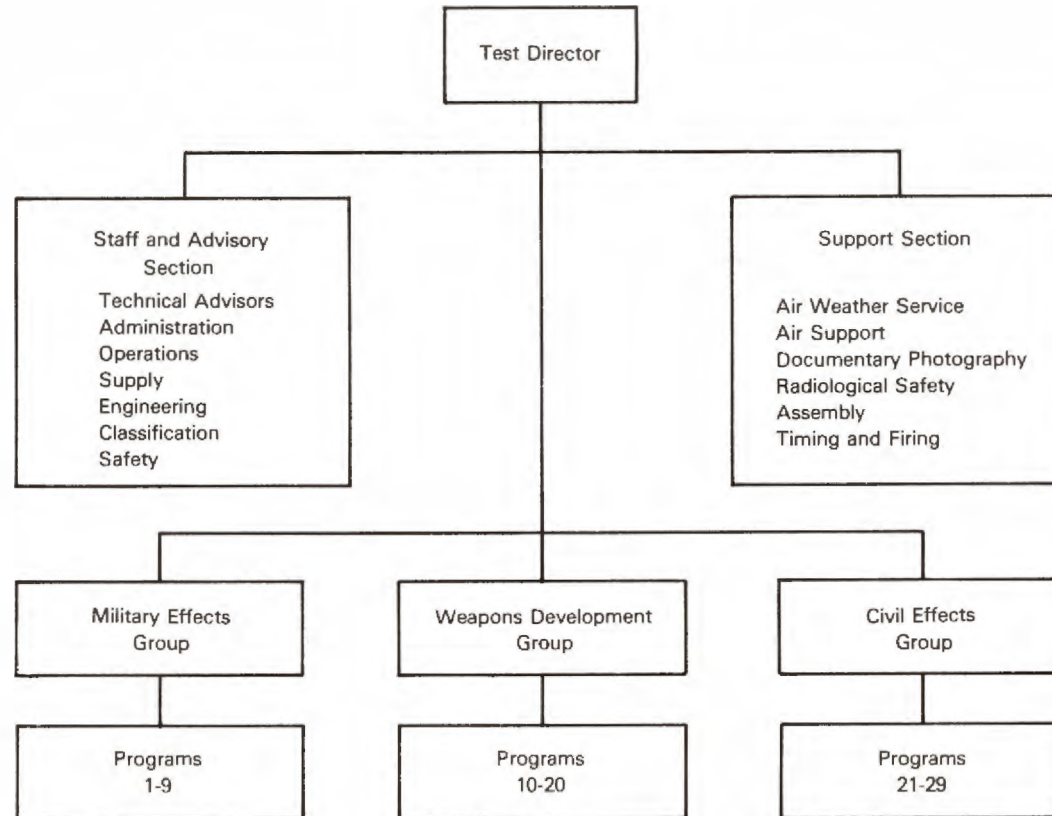 Test Director
Staff and Advisory
Section
Technical Advisors
Administration
Operations
Supply
Engineering
Classification
Safety
Support Section
Air Weather Service
Air Support
Documentary Photography
Radiological Safety
Assembly
Timing and Firing
Military Effects
Group
Weapons Development
Group
Civil Effects
Group
Programs
1-9
Programs
10-20
Programs
21-29